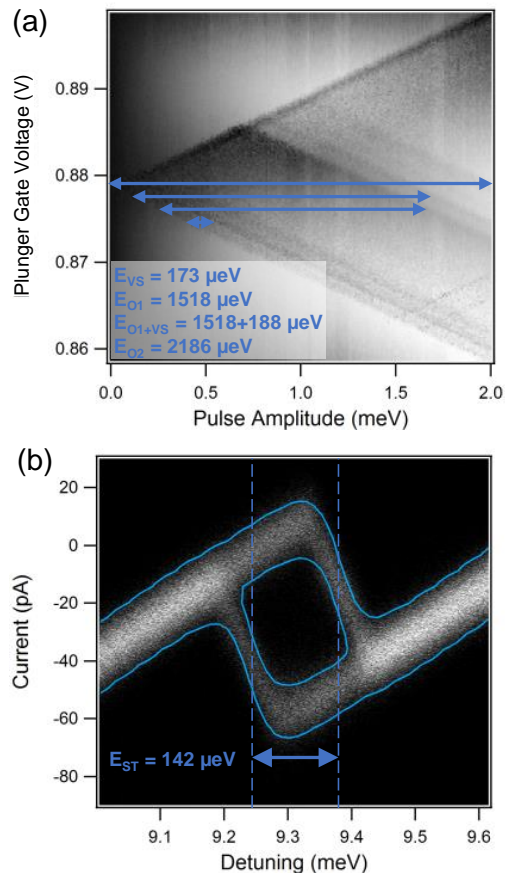 (a)
Plunger Gate Voltage (V)
0.89
0.88
0.87
0.86
E_VS = 173 µeV
E_O1 = 1518 µeV
E_O1+VS = 1518+188 µeV
E_O2 = 2186 µeV
0.0 0.5 1.0 1.5 2.0
Pulse Amplitude (meV)
(b)
Current (pA)
20
0
-20
-40
-60
-80
E_ST = 142 µeV
9.1 9.2 9.3 9.4 9.5 9.6
Detuning (meV)